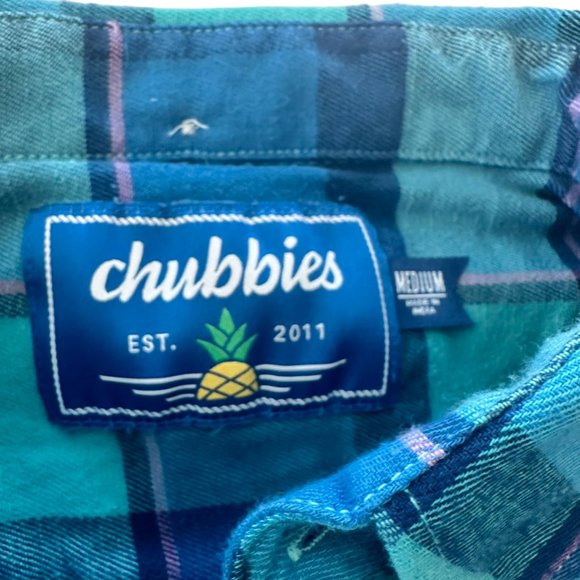 chubbies
EST. 2011
MEDIUM
MADE IN
INDIA